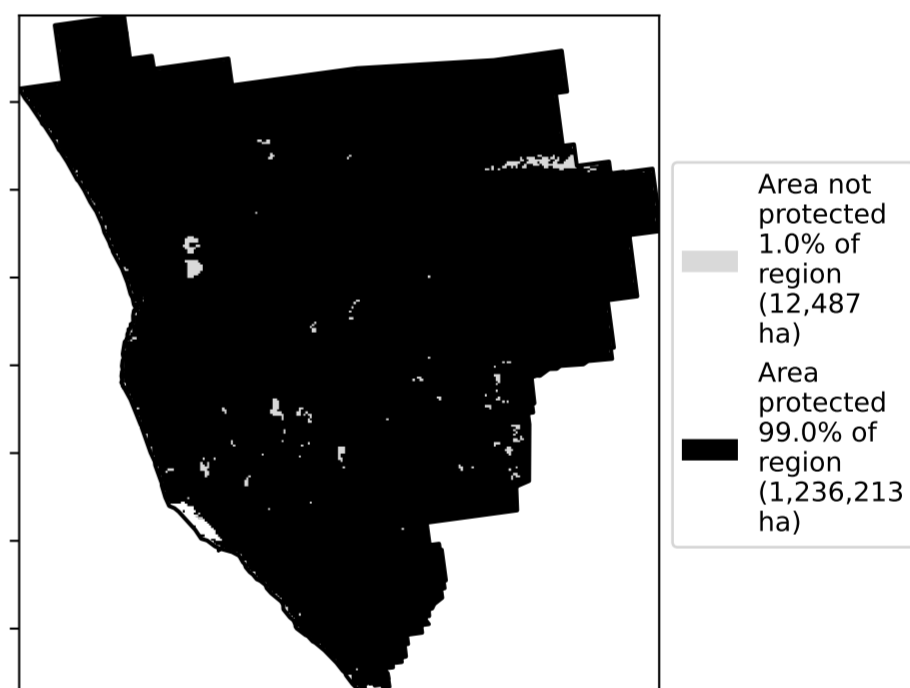 Area not
protected
1.0% of
region
(12,487
ha)
Area
protected
99.0% of
region
(1,236,213
ha)